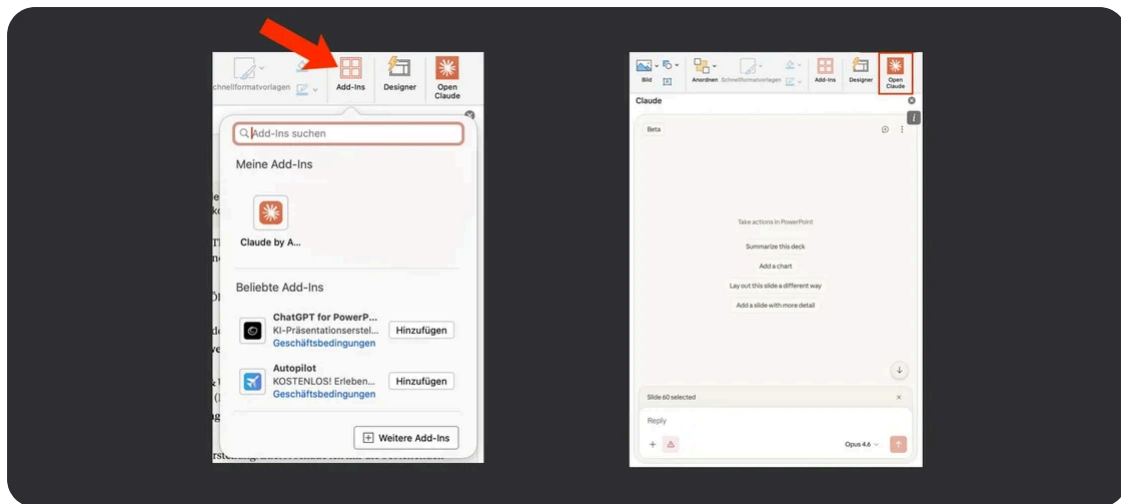 Schnellformatvorlagen
Add-Ins
Designer
Open
Claude
Add-Ins suchen
Meine Add-Ins
Claude by A...
Beliebte Add-Ins
ChatGPT for PowerP...
KI-Präsentationserstel...
Geschäftsbedingungen
Hinzufügen
Autopilot
KOSTENLOS! Erleben...
Geschäftsbedingungen
Hinzufügen
Weitere Add-Ins
Bild
Anordnen
Schnellformatvorlagen
Add-Ins
Designer
Open
Claude
Claude
Beta
Take actions in PowerPoint
Summarize this deck
Add a chart
Lay out this slide a different way
Add a slide with more detail
Slide 60 selected
Reply
Opus 4.6